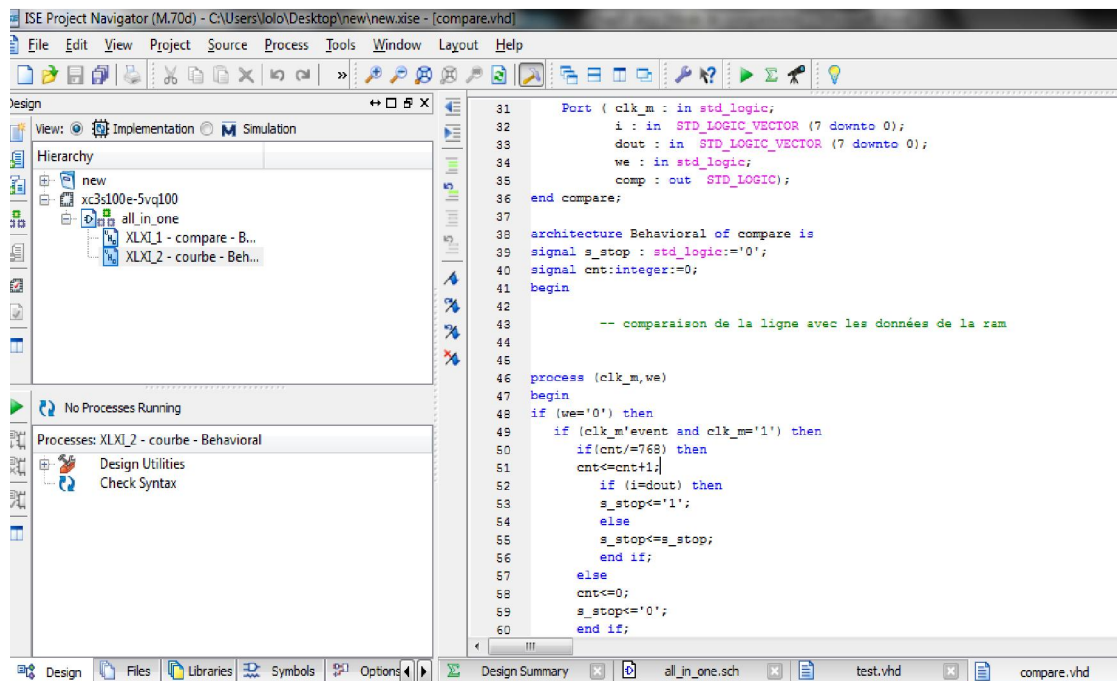 ISE Project Navigator (M.70d) - C:\Users\lolo\Desktop\new\new.xise - [compare.vhd]
File Edit View Project Source Process Tools Window Layout Help
Design
View: Implementation Simulation
Hierarchy
new
xc3s100e-5vq100
all_in_one
XLXI_1 - compare - B...
XLXI_2 - courbe - Beh...
No Processes Running
Processes: XLXI_2 - courbe - Behavioral
Design Utilities
Check Syntax
31 Port ( clk_m : in std_logic;
32 i : in STD_LOGIC_VECTOR (7 downto 0);
33 dout : in STD_LOGIC_VECTOR (7 downto 0);
34 we : in std_logic;
35 comp : out STD_LOGIC);
36 end compare;
37
38 architecture Behavioral of compare is
39 signal s_stop : std_logic:='0';
40 signal cnt:integer:=0;
41 begin
42
43 -- comparaison de la ligne avec les données de la ram
44
45
46 process (clk_m,we)
47 begin
48 if (we='0') then
49 if (clk_m'event and clk_m='1') then
50 if(cnt/=768) then
51 cnt<=cnt+1;
52 if (i=dout) then
53 s_stop<='1';
54 else
55 s_stop<=s_stop;
56 end if;
57 else
58 cnt<=0;
59 s_stop<='0';
60 end if;
Design Files Libraries Symbols Options
Design Summary all_in_one.sch test.vhd compare.vhd